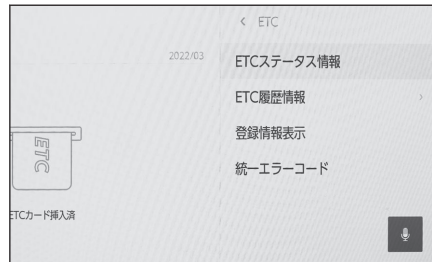 < ETC
2022/03
ETCステータス情報
ETC履歴情報 >
登録情報表示
統一エラーコード
ETC
ETCカード挿入済